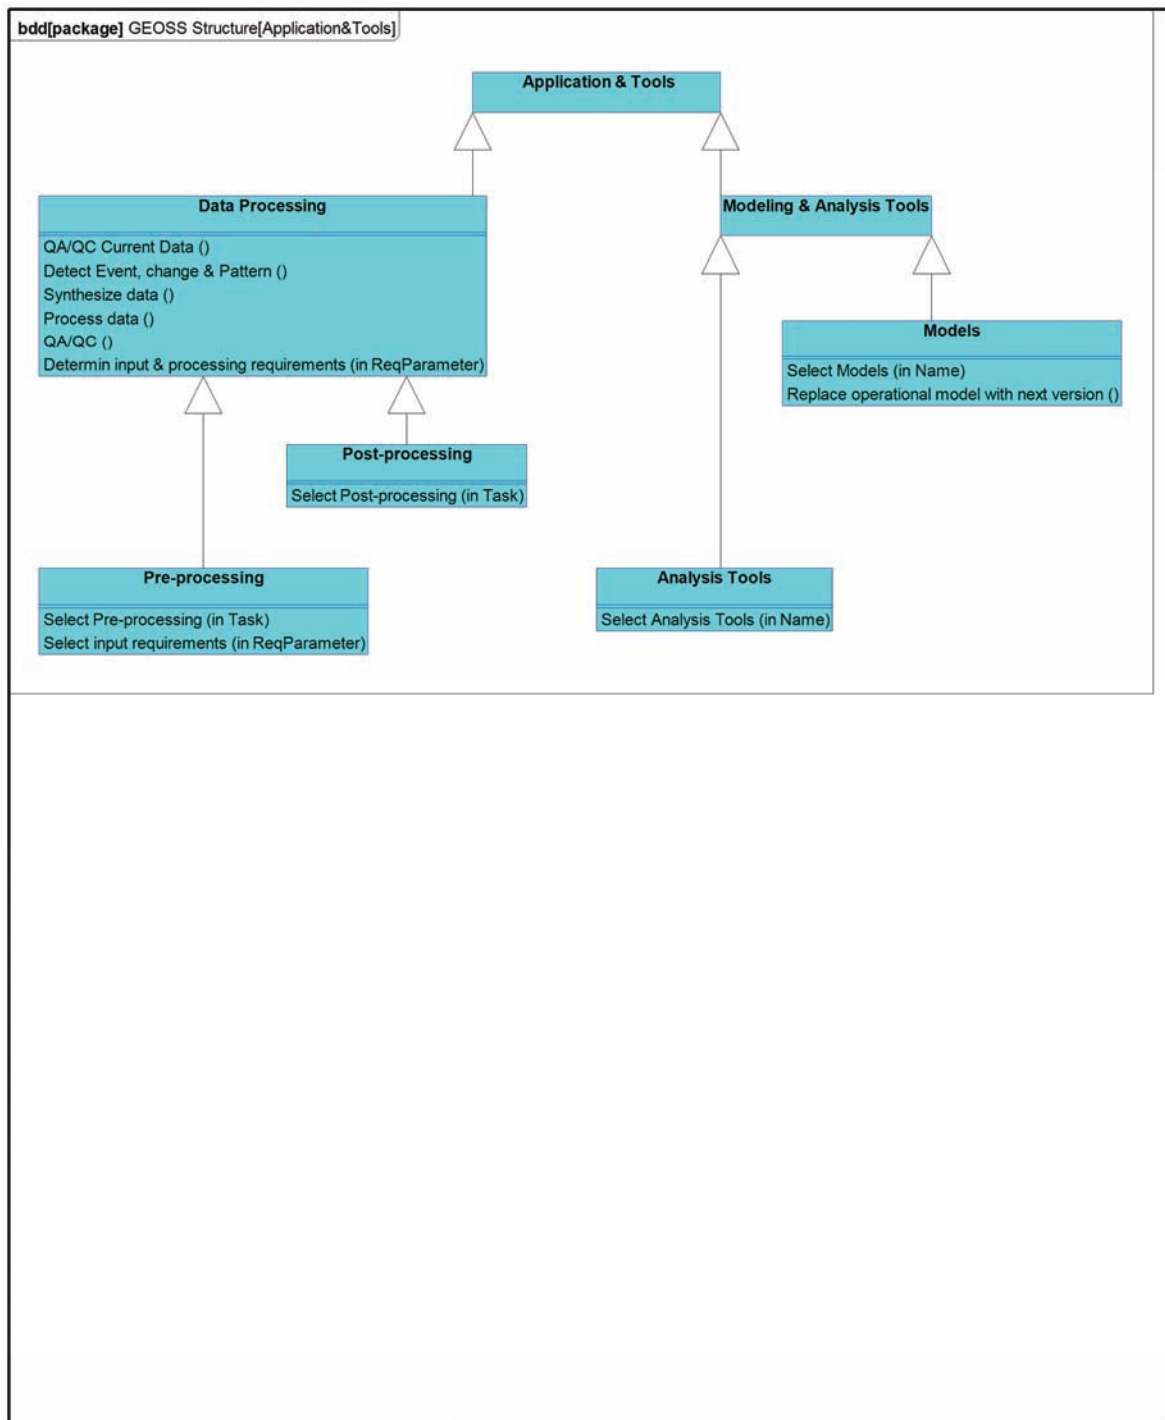 bdd[package] GEOSS Structure[Application&Tools]
Application & Tools
Data Processing
QA/QC Current Data ()
Detect Event, change & Pattern ()
Synthesize data ()
Process data ()
QA/QC ()
Determin input & processing requirements (in ReqParameter)
Modeling & Analysis Tools
Models
Select Models (in Name)
Replace operational model with next version ()
Post-processing
Select Post-processing (in Task)
Pre-processing
Select Pre-processing (in Task)
Select input requirements (in ReqParameter)
Analysis Tools
Select Analysis Tools (in Name)